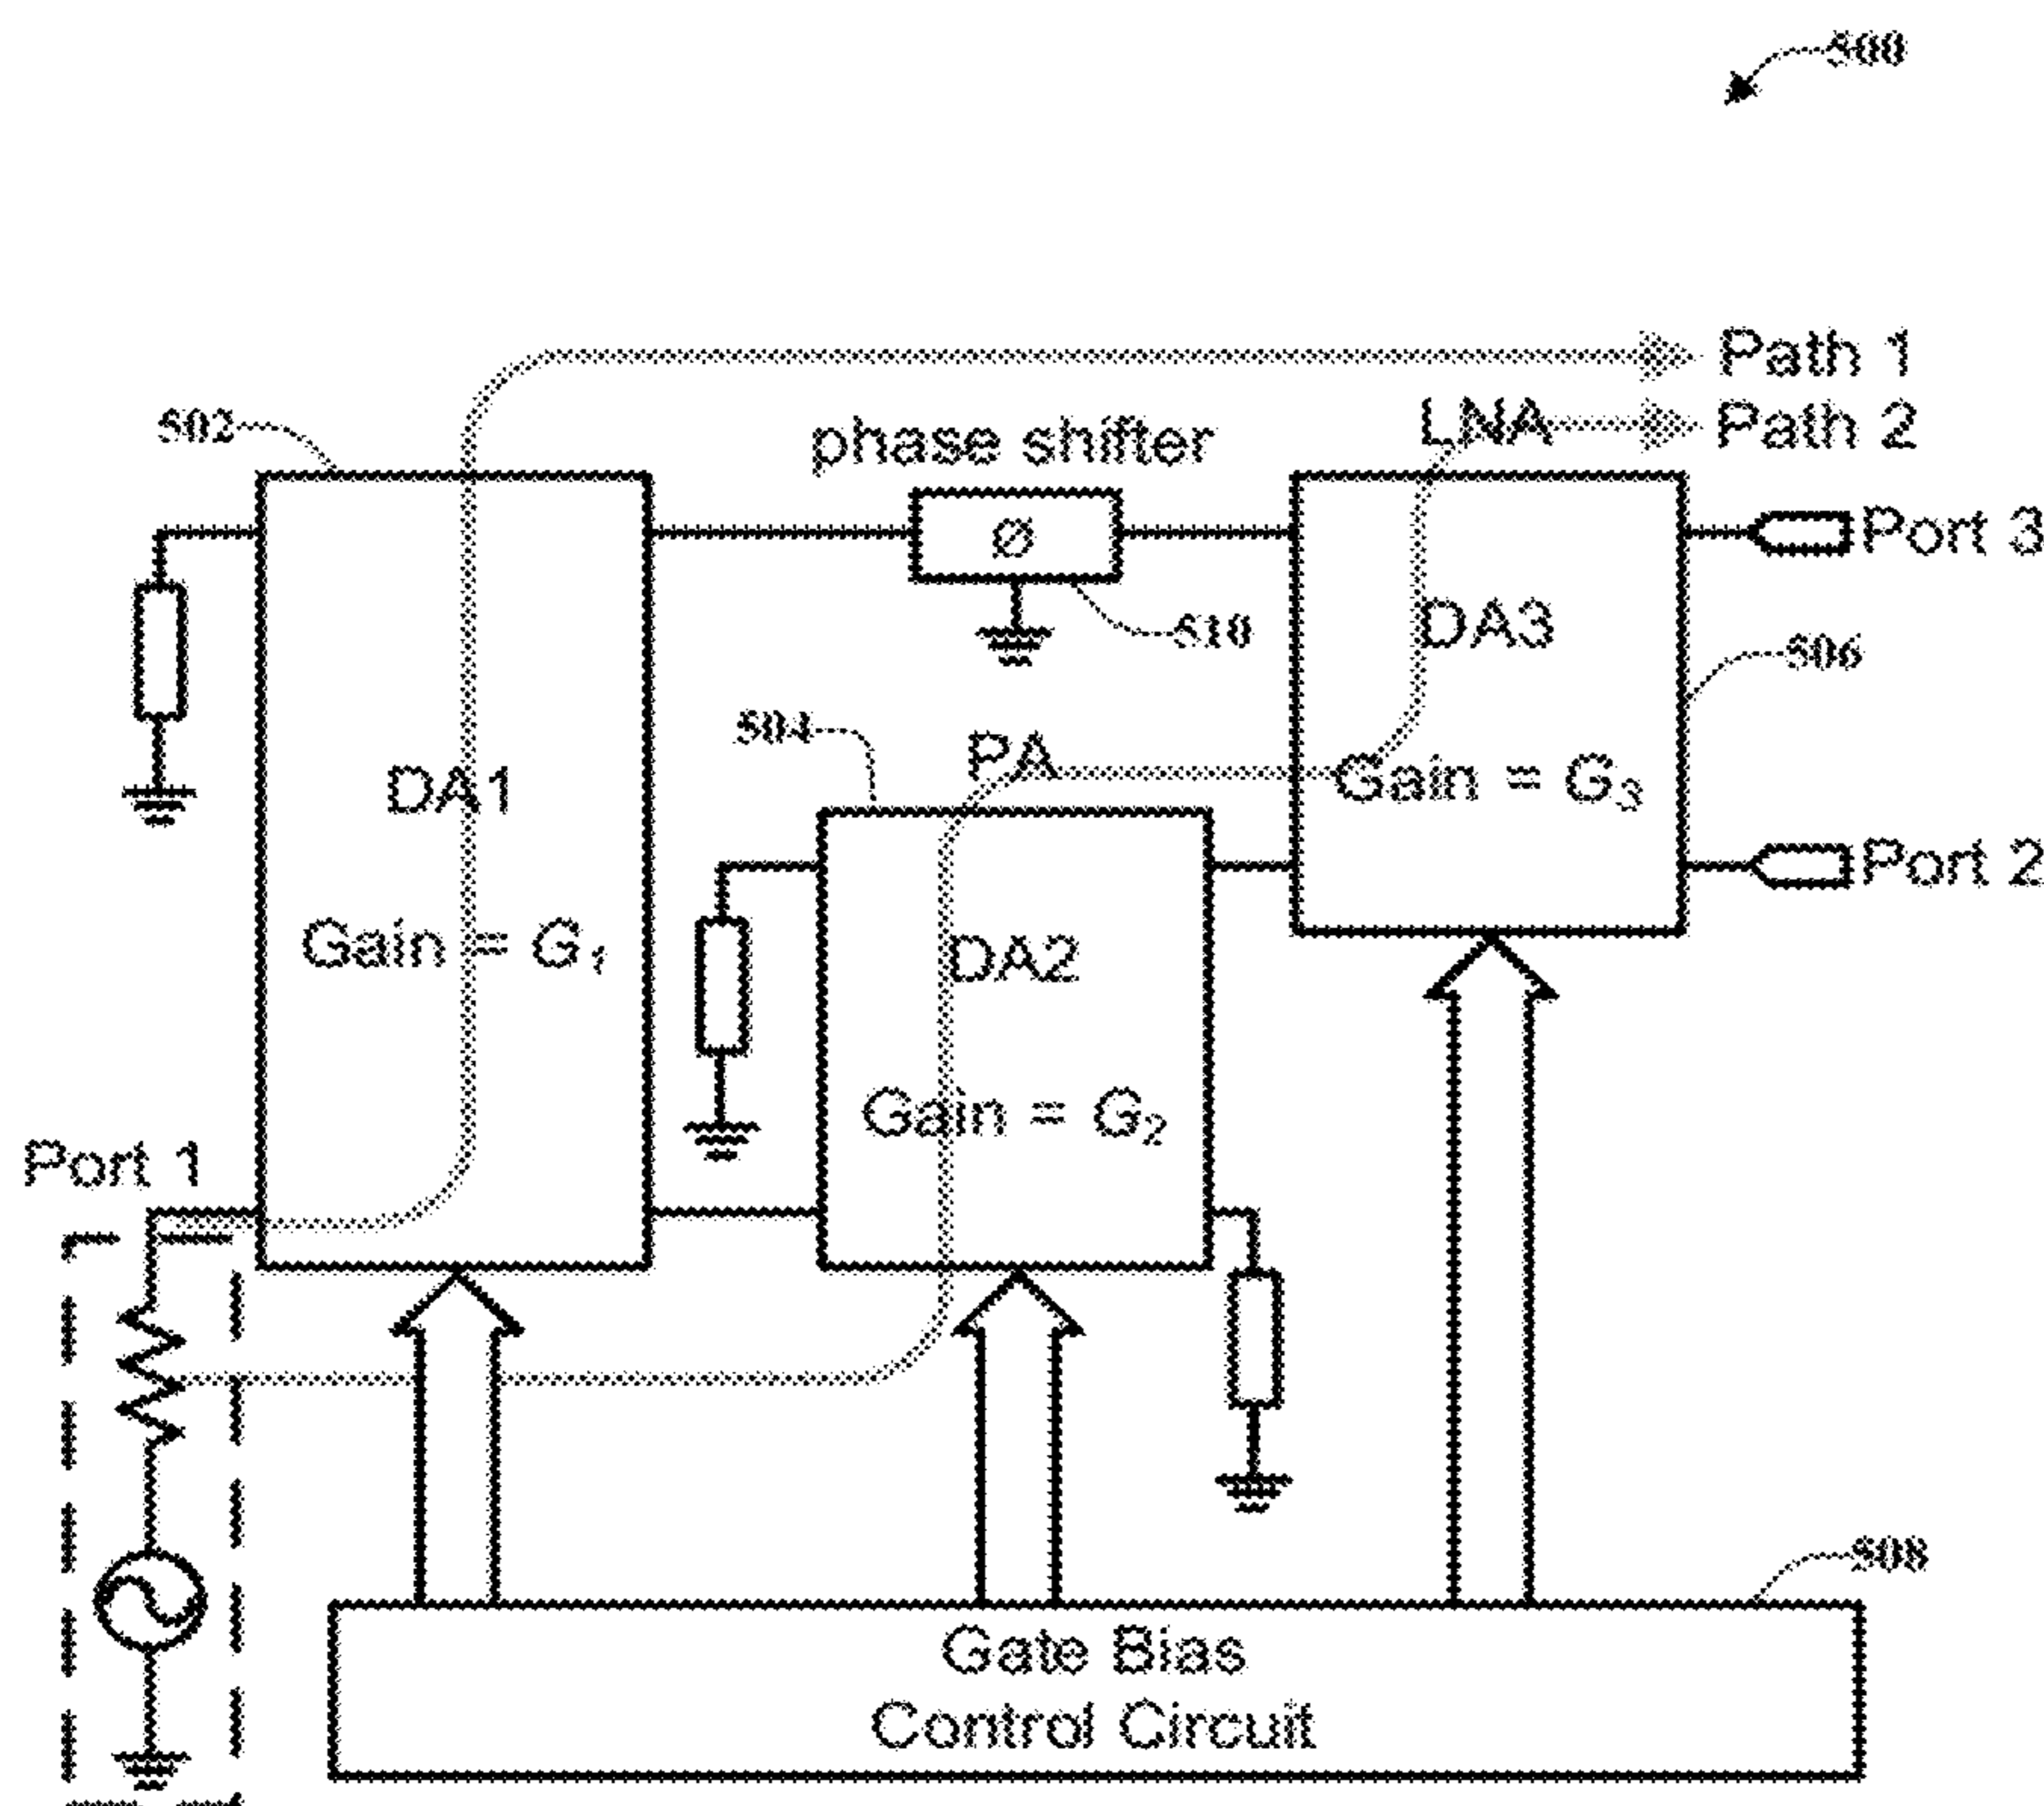 500
Path 1
502
LNA
Path 2
phase shifter
Ø
Port 3
DA3
510
506
504
PA
DA1
Gain = G3
Port 2
Gain = G1
DA2
Gain = G2
Port 1
508
Gate Bias
Control Circuit